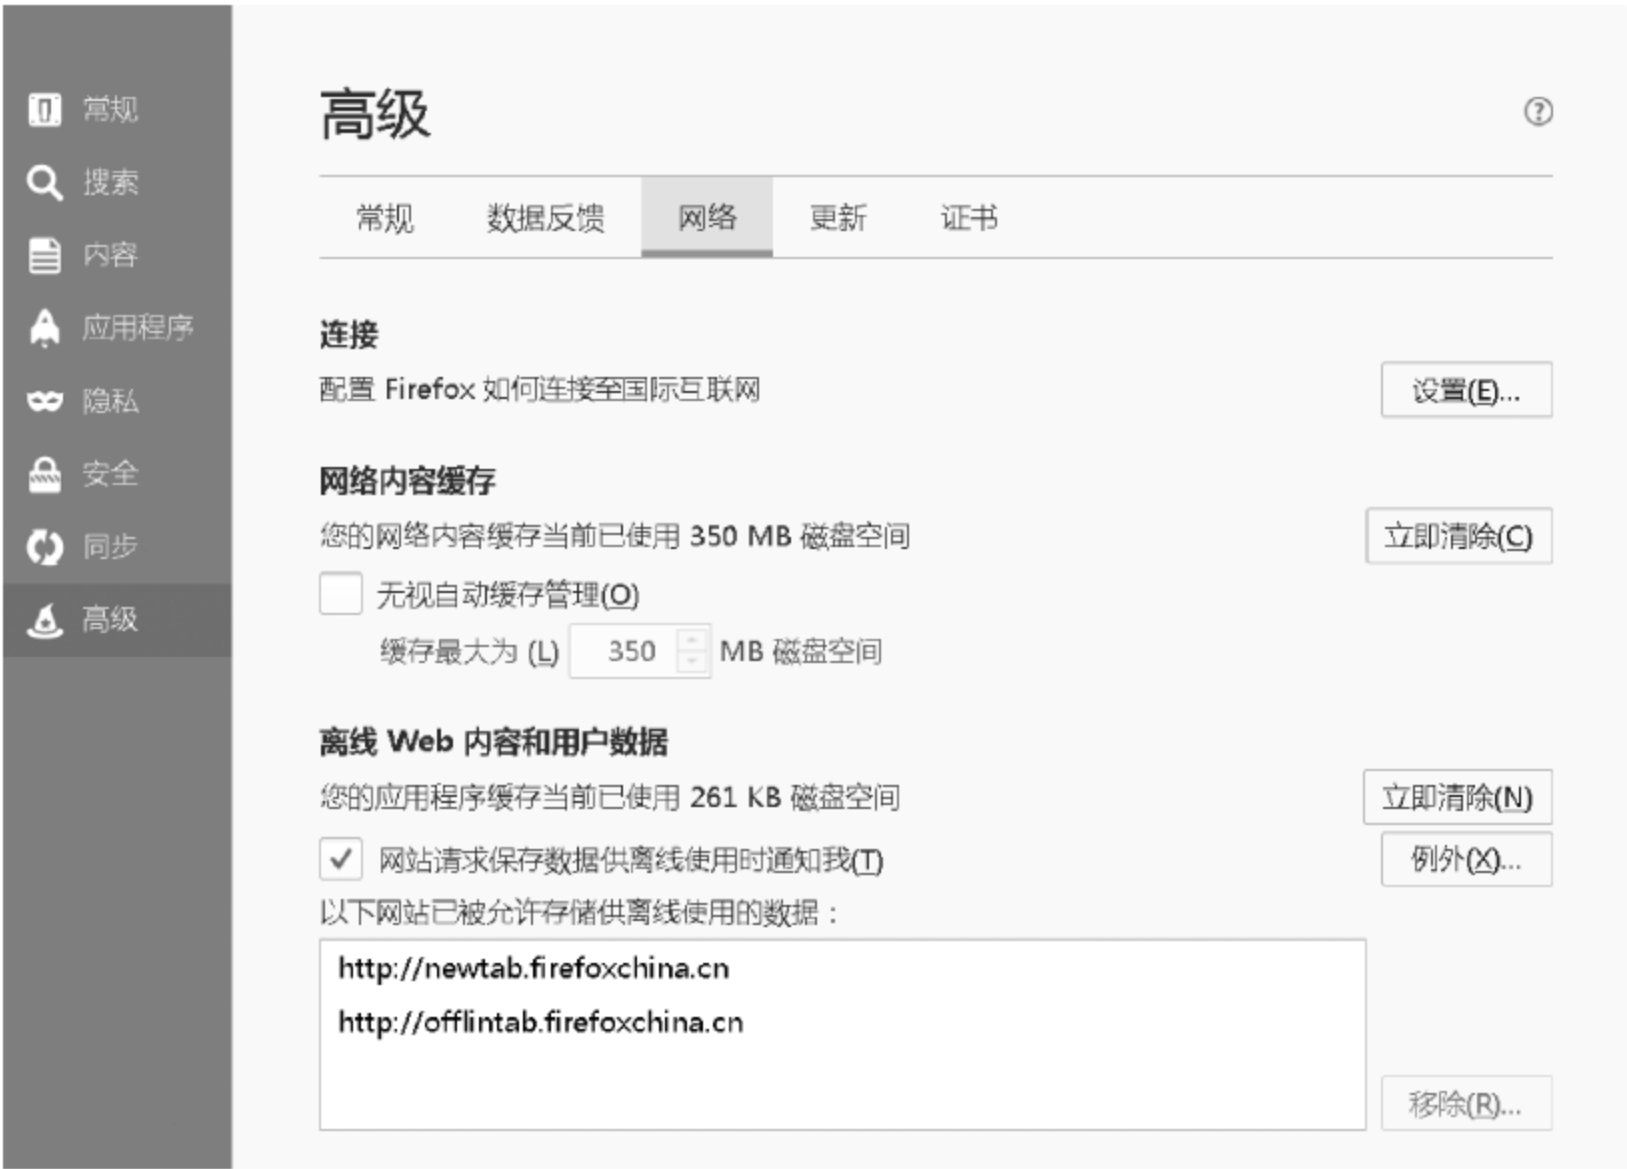 常规
搜索
内容
应用程序
隐私
安全
同步
高级
高级
常规 数据反馈 网络 更新 证书
连接
配置 Firefox 如何连接至国际互联网 设置(E)...
网络内容缓存
您的网络内容缓存当前已使用 350 MB 磁盘空间 立即清除(C)
无视自动缓存管理(O)
缓存最大为 (L) 350 MB 磁盘空间
离线 Web 内容和用户数据
您的应用程序缓存当前已使用 261 KB 磁盘空间 立即清除(N)
网站请求保存数据供离线使用时通知我(T) 例外(X)...
以下网站已被允许存储供离线使用的数据：
http://newtab.firefoxchina.cn
http://offlintab.firefoxchina.cn
移除(R)...